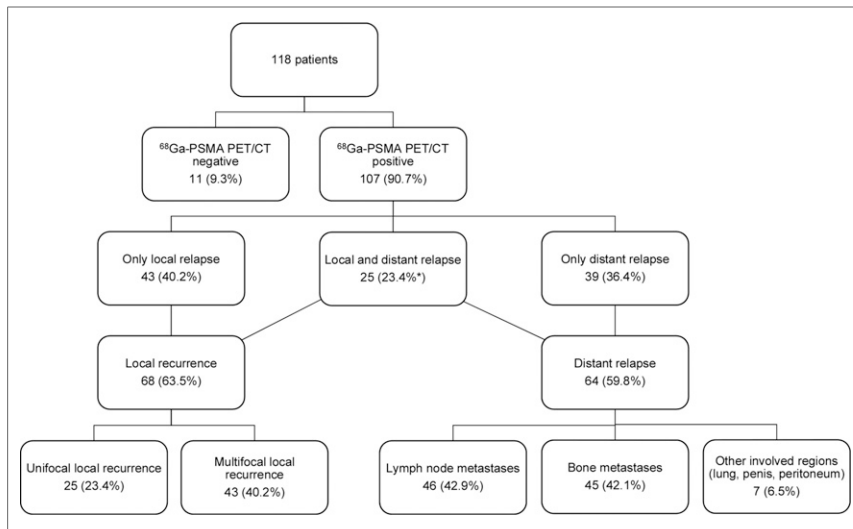 118 patients
⁶⁸Ga-PSMA PET/CT
negative
11 (9.3%)
⁶⁸Ga-PSMA PET/CT
positive
107 (90.7%)
Only local relapse
43 (40.2%)
Local and distant relapse
25 (23.4%*)
Only distant relapse
39 (36.4%)
Local recurrence
68 (63.5%)
Distant relapse
64 (59.8%)
Unifocal local recurrence
25 (23.4%)
Multifocal local
recurrence
43 (40.2%)
Lymph node metastases
46 (42.9%)
Bone metastases
45 (42.1%)
Other involved regions
(lung, penis, peritoneum)
7 (6.5%)